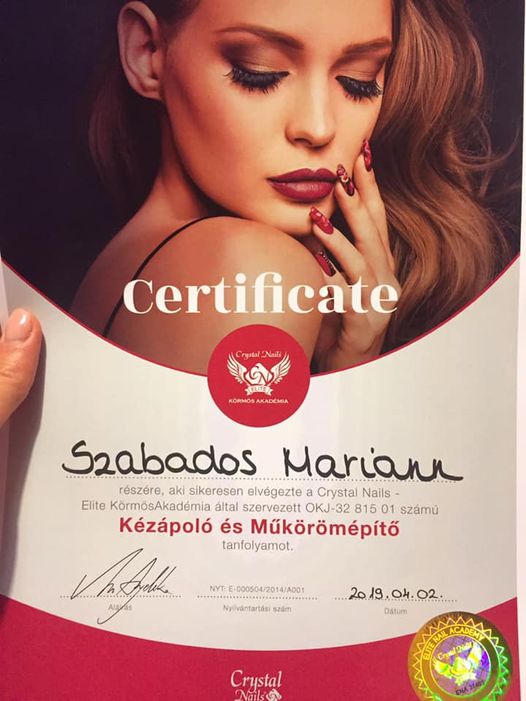 Certificate
Crystal Nails
ELITE
KÖRMÖS AKADÉMIA
Szabados Mariann
részére, aki sikeresen elvégezte a Crystal Nails -
Elite KörmösAkadémia által szervezett OKJ-32 815 01 számú
Kézápoló és Műkörömépítő
tanfolyamot.
NYT: E-000504/2014/A001
2019.04.02.
Aláírás
Nyilvántartási szám
Dátum
ELITE NAIL ACADEMY
Crystal Nails
Crystal
Nails